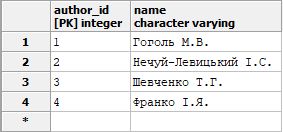 author_id name
[PK] integer character varying
1 1 Гоголь М.В.
2 2 Нечуй-Левицький І.С.
3 3 Шевченко Т.Г.
4 4 Франко І.Я.
*